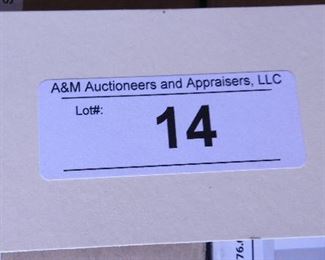 A&M Auctioneers and Appraisers, LLC
Lot#:
14